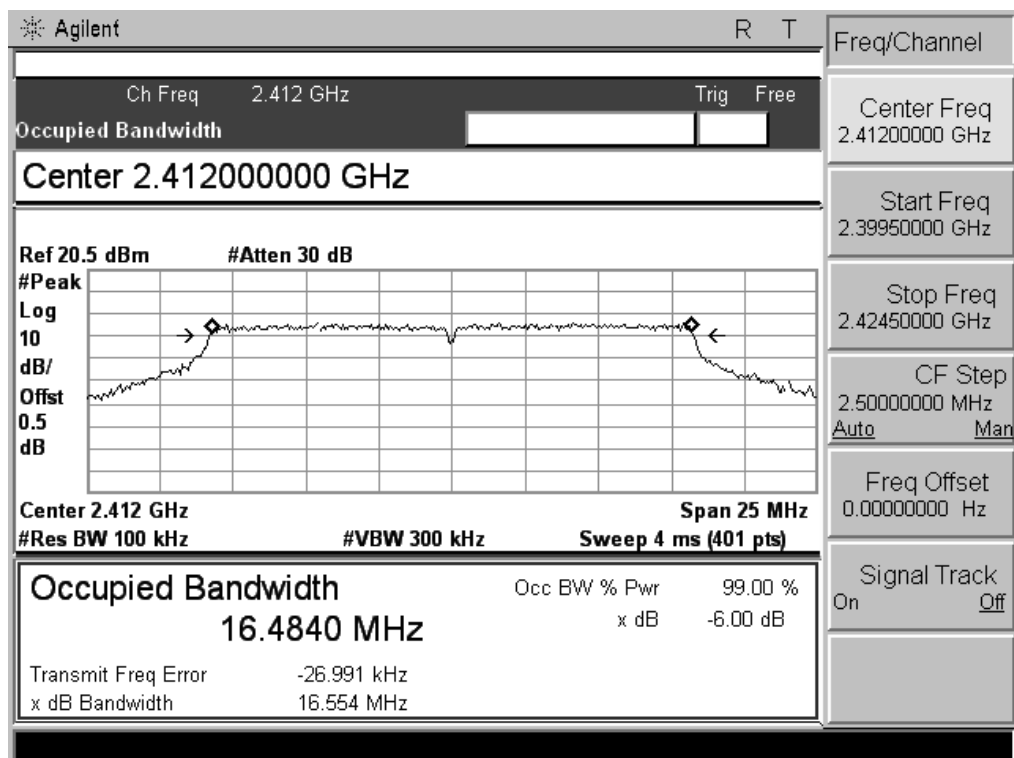 Agilent R T
Ch Freq 2.412 GHz Trig Free
Occupied Bandwidth
Center 2.412000000 GHz
Ref 20.5 dBm #Atten 30 dB
#Peak
Log
10
dB/
Offst
0.5
dB
Center 2.412 GHz Span 25 MHz
#Res BW 100 kHz #VBW 300 kHz Sweep 4 ms (401 pts)
Occupied Bandwidth Occ BW % Pwr 99.00 %
16.4840 MHz x dB -6.00 dB
Transmit Freq Error -26.991 kHz
x dB Bandwidth 16.554 MHz
Freq/Channel
Center Freq
2.41200000 GHz
Start Freq
2.39950000 GHz
Stop Freq
2.42450000 GHz
CF Step
2.50000000 MHz
Auto Man
Freq Offset
0.00000000 Hz
Signal Track
On Off